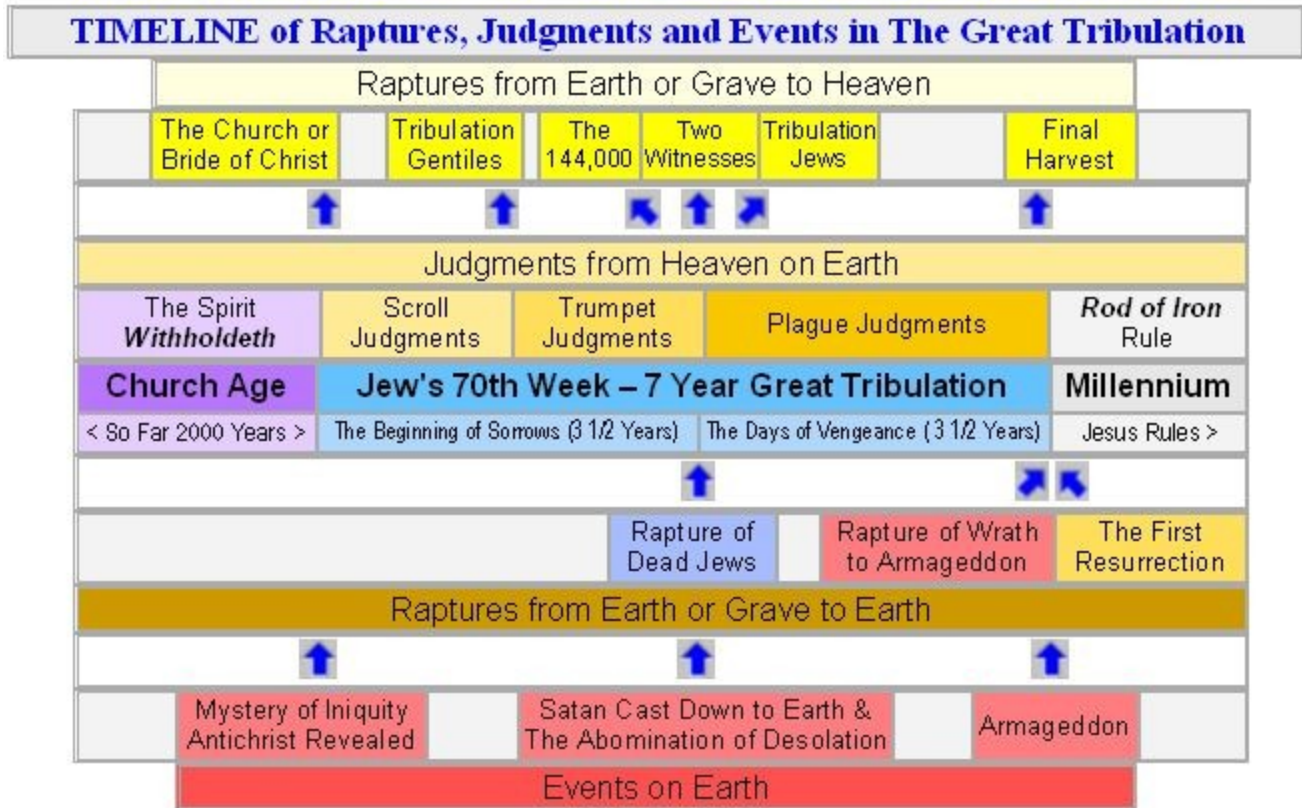 TIMELINE of Raptures, Judgments and Events in The Great Tribulation
Raptures from Earth or Grave to Heaven
The Church or
Bride of Christ
Tribulation
Gentiles
The
144,000
Two
Witnesses
Tribulation
Jews
Final
Harvest
Judgments from Heaven on Earth
The Spirit
Withholdeth
Scroll
Judgments
Trumpet
Judgments
Plague Judgments
Rod of Iron
Rule
Church Age
Jew's 70th Week – 7 Year Great Tribulation
Millennium
< So Far 2000 Years >
The Beginning of Sorrows (3 1/2 Years)
The Days of Vengeance ( 3 1/2 Years)
Jesus Rules >
Rapture of
Dead Jews
Rapture of Wrath
to Armageddon
The First
Resurrection
Raptures from Earth or Grave to Earth
Mystery of Iniquity
Antichrist Revealed
Satan Cast Down to Earth &
The Abomination of Desolation
Armageddon
Events on Earth